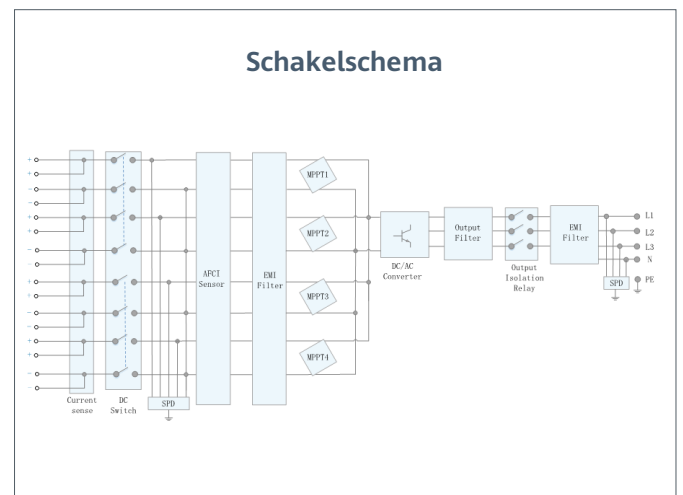 Schakelschema
+
+
-
-
+
+
-
-
+
+
-
-
+
+
-
-
Current
sense
DC
Switch
SPD
AFCI
Sensor
EMI
Filter
MPPT1
MPPT2
MPPT3
MPPT4
DC/AC
Converter
Output
Filter
Output
Isolation
Relay
EMI
Filter
SPD
L1
L2
L3
N
PE